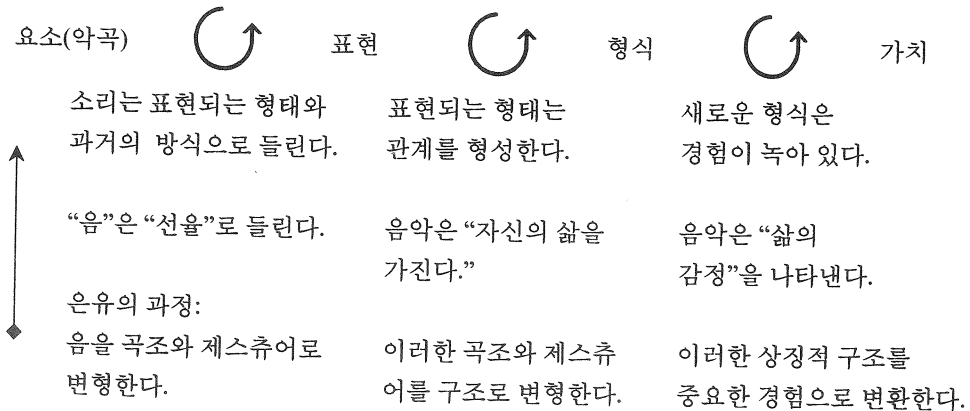 요소(악곡) 표현 형식 가치
소리는 표현되는 형태와
과거의 방식으로 들린다.
표현되는 형태는
관계를 형성한다.
새로운 형식은
경험이 녹아 있다.
“음”은 “선율”로 들린다.
음악은 “자신의 삶을
가진다.”
음악은 “삶의
감정”을 나타낸다.
은유의 과정:
음을 곡조와 제스츄어로
변형한다.
이러한 곡조와 제스츄
어를 구조로 변형한다.
이러한 상징적 구조를
중요한 경험으로 변환한다.